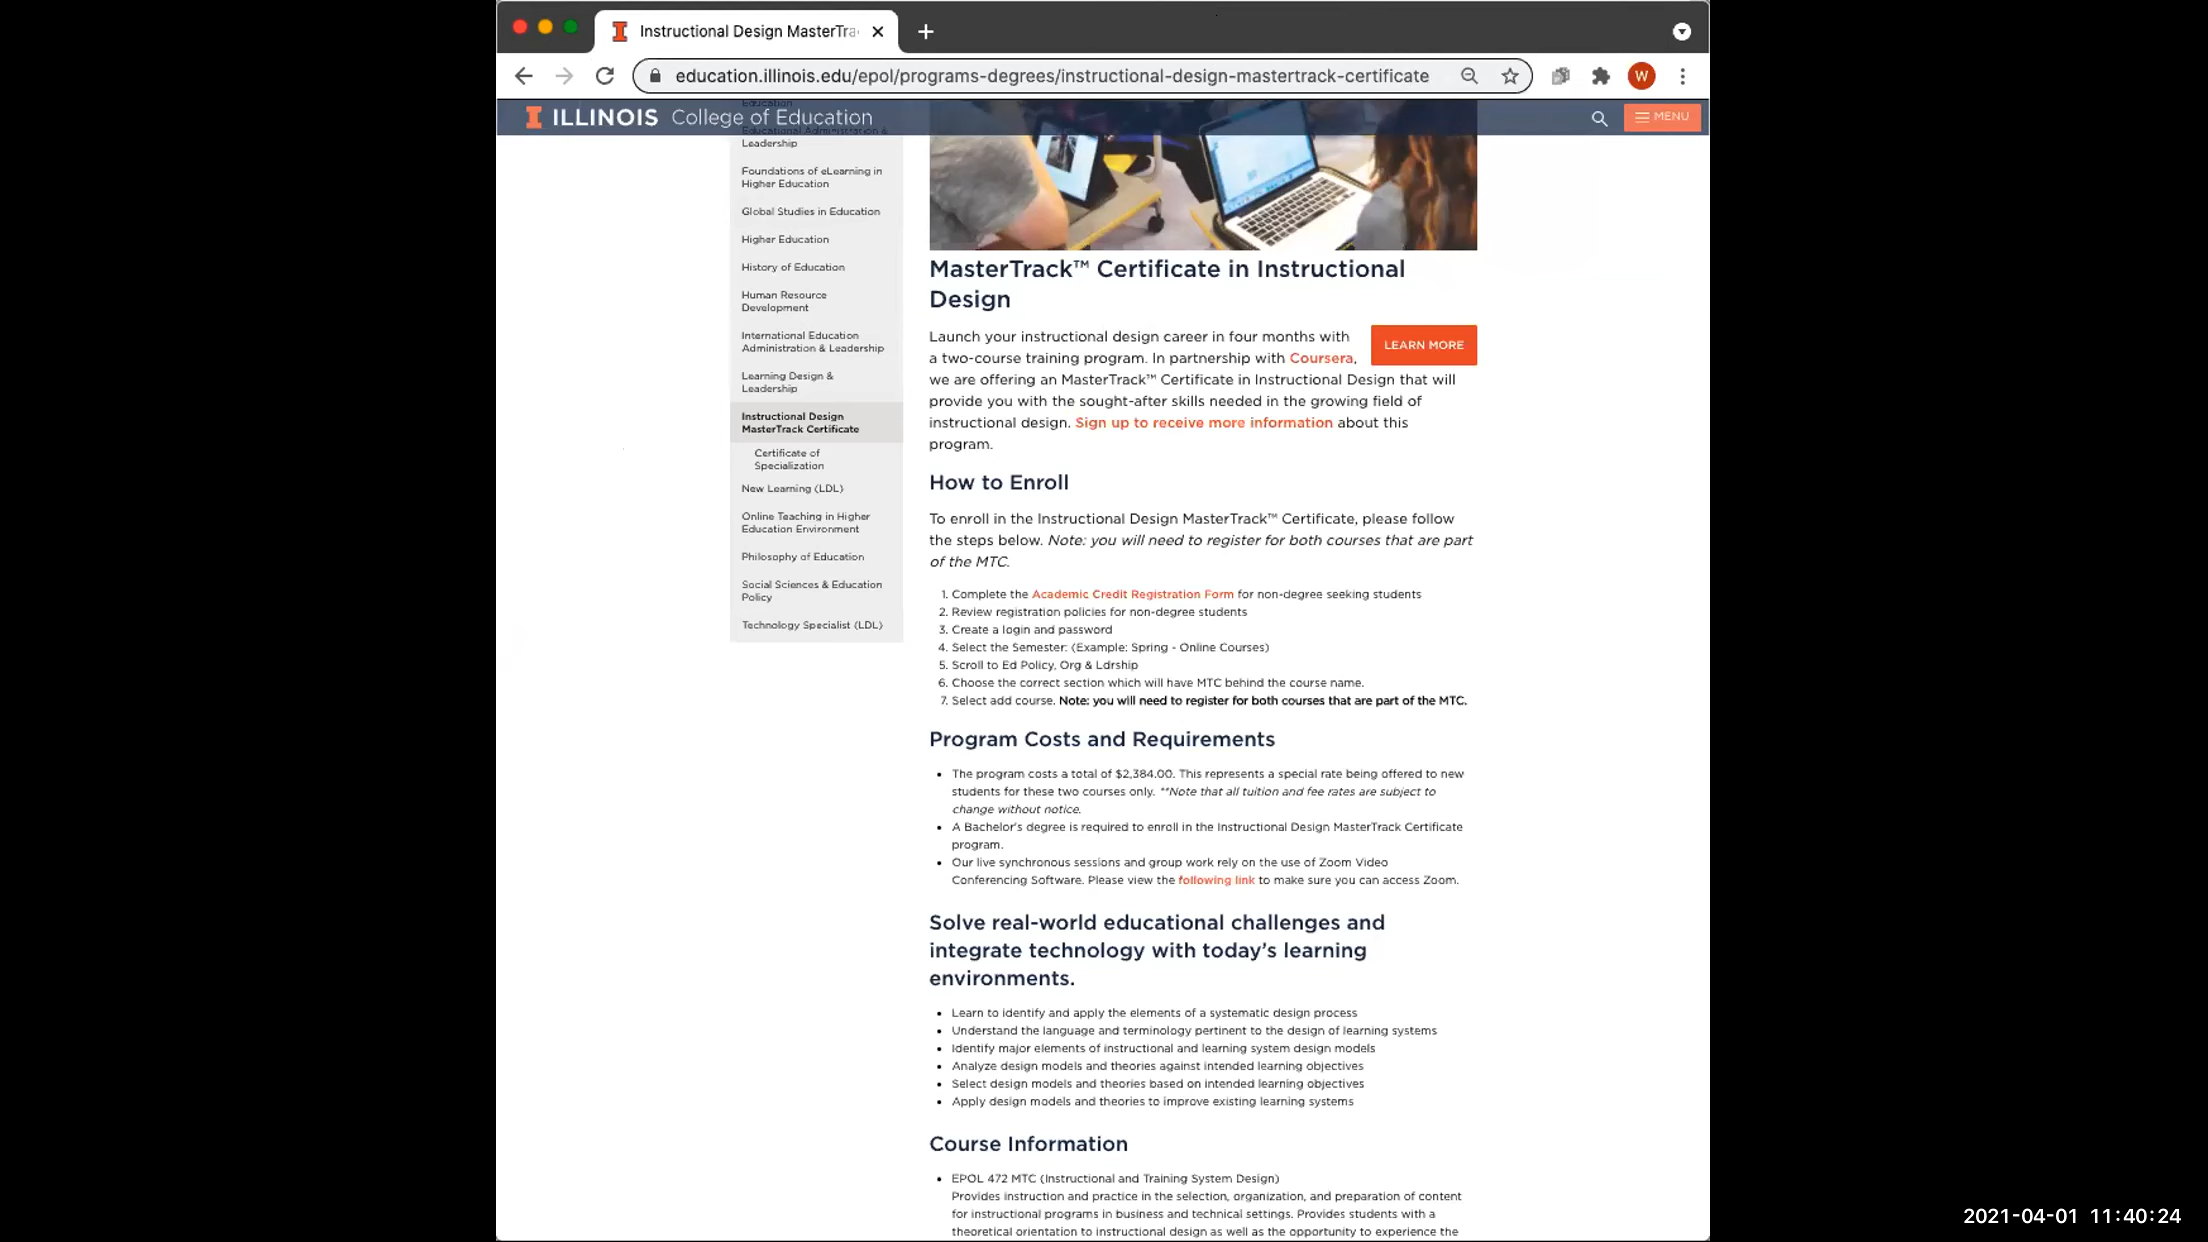 Instructional Design MasterTra
education.illinois.edu/epol/programs-degrees/instructional-design-mastertrack-certificate
W
ILLINOIS College of Education
MENU
Education
Educational Administration &
Leadership
Foundations of eLearning in
Higher Education
Global Studies in Education
Higher Education
History of Education
Human Resource
Development
International Education
Administration & Leadership
Learning Design &
Leadership
Instructional Design
MasterTrack Certificate
Certificate of
Specialization
New Learning (LDL)
Online Teaching in Higher
Education Environment
Philosophy of Education
Social Sciences & Education
Policy
Technology Specialist (LDL)
MasterTrack™ Certificate in Instructional
Design
Launch your instructional design career in four months with
a two-course training program. In partnership with Coursera,
LEARN MORE
we are offering an MasterTrack™ Certificate in Instructional Design that will
provide you with the sought-after skills needed in the growing field of
instructional design. Sign up to receive more information about this
program.
How to Enroll
To enroll in the Instructional Design MasterTrack™ Certificate, please follow
the steps below. Note: you will need to register for both courses that are part
of the MTC.
1. Complete the Academic Credit Registration Form for non-degree seeking students
2. Review registration policies for non-degree students
3. Create a login and password
4. Select the Semester: (Example: Spring - Online Courses)
5. Scroll to Ed Policy, Org & Ldrship
6. Choose the correct section which will have MTC behind the course name.
7. Select add course. Note: you will need to register for both courses that are part of the MTC.
Program Costs and Requirements
• The program costs a total of $2,384.00. This represents a special rate being offered to new
students for these two courses only. **Note that all tuition and fee rates are subject to
change without notice.
• A Bachelor's degree is required to enroll in the Instructional Design MasterTrack Certificate
program.
• Our live synchronous sessions and group work rely on the use of Zoom Video
Conferencing Software. Please view the following link to make sure you can access Zoom.
Solve real-world educational challenges and
integrate technology with today's learning
environments.
• Learn to identify and apply the elements of a systematic design process
• Understand the language and terminology pertinent to the design of learning systems
• Identify major elements of instructional and learning system design models
• Analyze design models and theories against intended learning objectives
• Select design models and theories based on intended learning objectives
• Apply design models and theories to improve existing learning systems
Course Information
• EPOL 472 MTC (Instructional and Training System Design)
Provides instruction and practice in the selection, organization, and preparation of content
for instructional programs in business and technical settings. Provides students with a
theoretical orientation to instructional design as well as the opportunity to experience the
2021-04-01 11:40:24